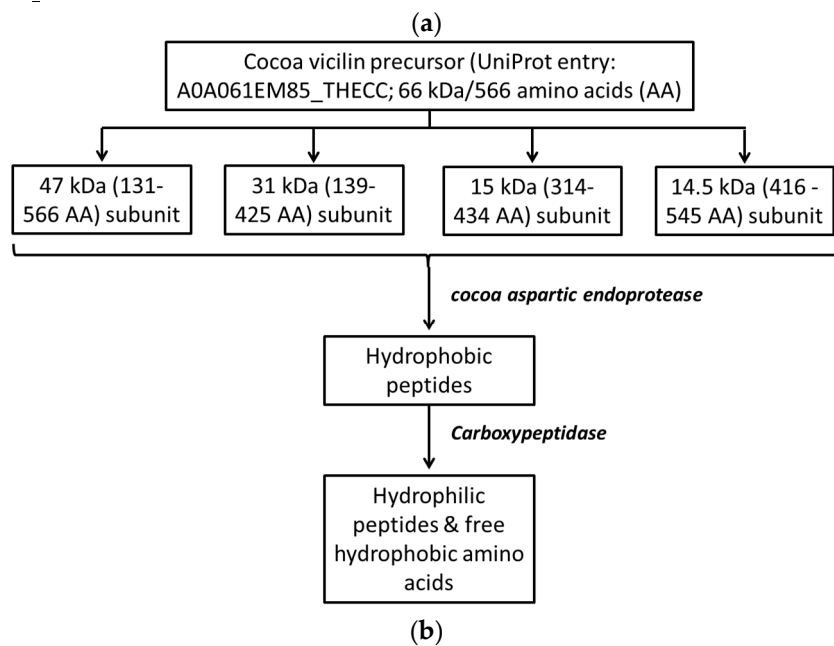 (a)
Cocoa vicilin precursor (UniProt entry:
A0A061EM85_THECC; 66 kDa/566 amino acids (AA)
47 kDa (131-
566 AA) subunit
31 kDa (139-
425 AA) subunit
15 kDa (314-
434 AA) subunit
14.5 kDa (416 -
545 AA) subunit
cocoa aspartic endoprotease
Hydrophobic
peptides
Carboxypeptidase
Hydrophilic
peptides & free
hydrophobic amino
acids
(b)